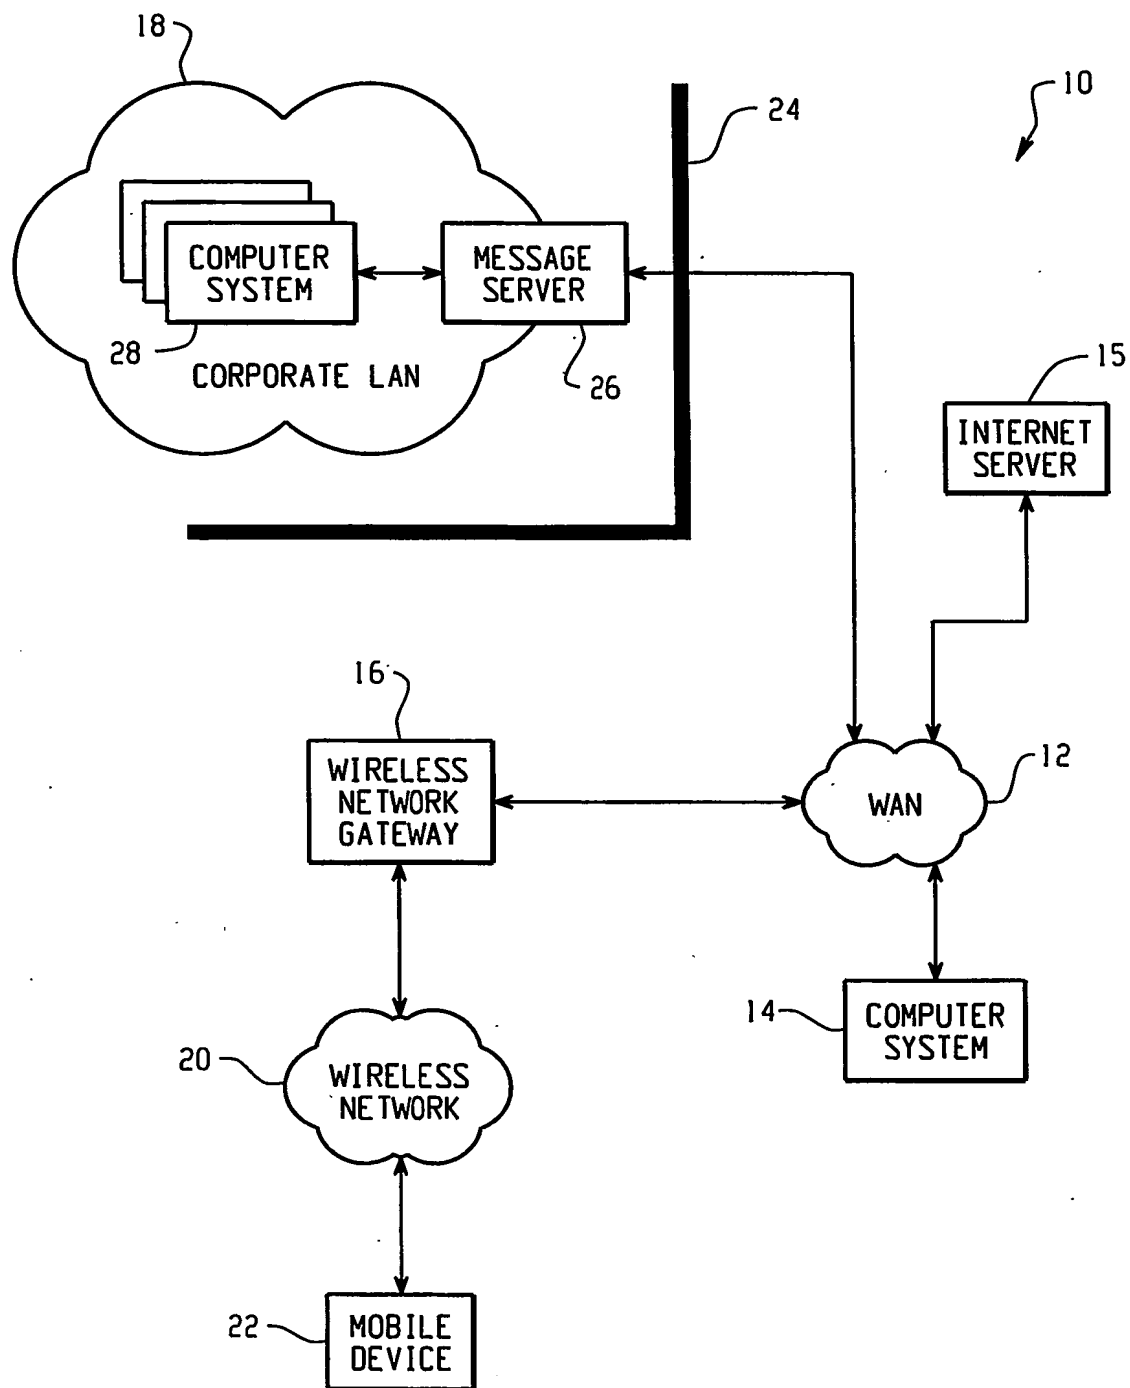 18
10
24
COMPUTER
SYSTEM
MESSAGE
SERVER
28
CORPORATE LAN
26
15
INTERNET
SERVER
16
WIRELESS
NETWORK
GATEWAY
12
WAN
14
COMPUTER
SYSTEM
20
WIRELESS
NETWORK
22
MOBILE
DEVICE